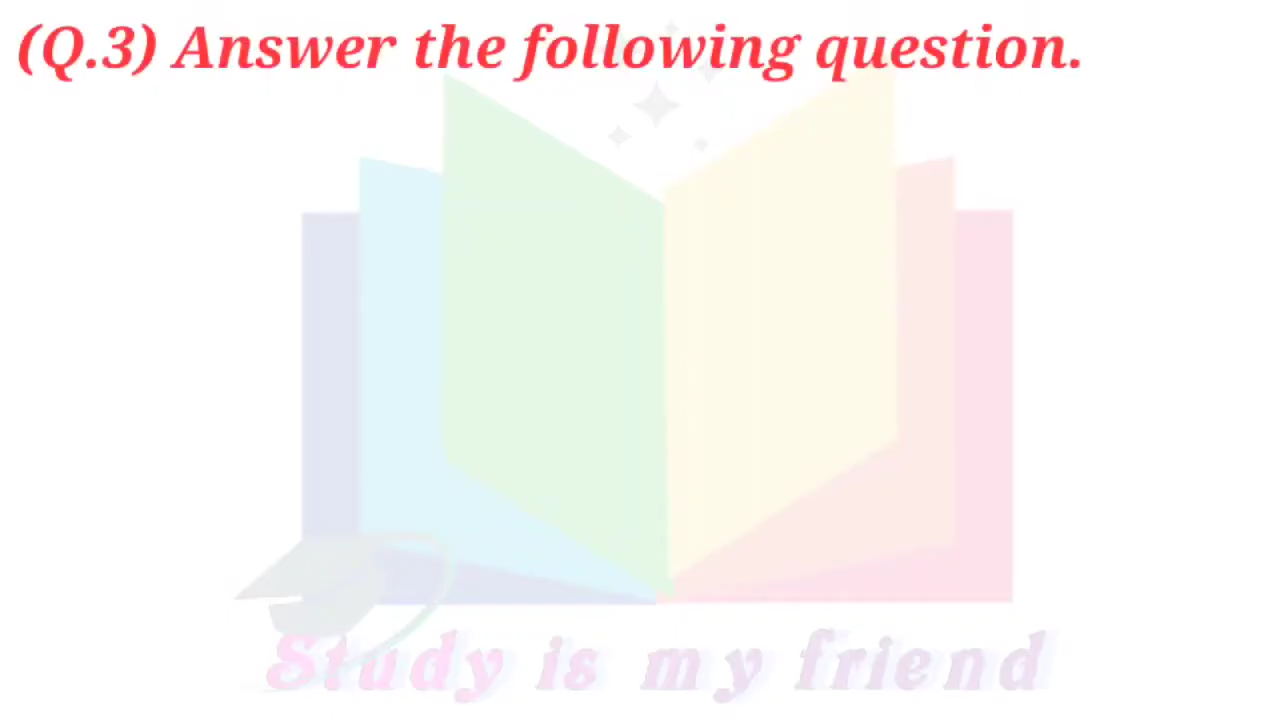 (Q.3) Answer the following question.
Study is my friend